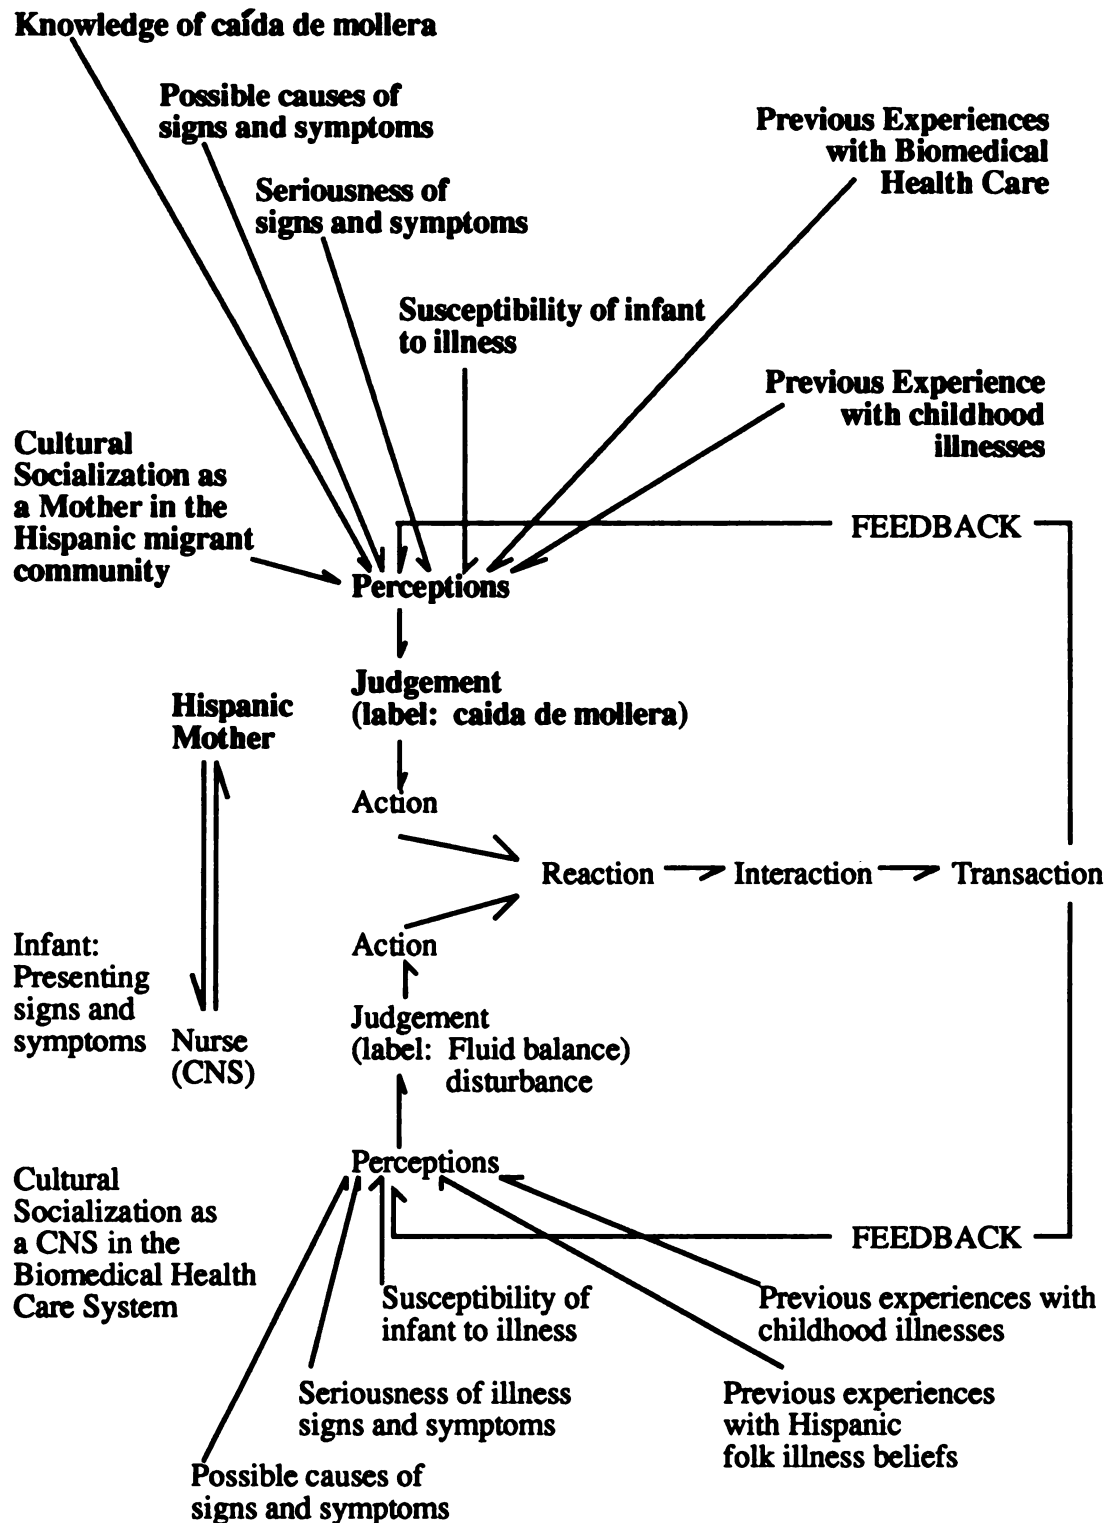 Knowledge of caída de mollera
Possible causes of
signs and symptoms
Previous Experiences
with Biomedical
Health Care
Seriousness of
signs and symptoms
Susceptibility of infant
to illness
Previous Experience
with childhood
illnesses
Cultural
Socialization as
a Mother in the
Hispanic migrant
community
FEEDBACK
Perceptions
Judgement
(label: caida de mollera)
Hispanic
Mother
Action
Reaction
Interaction
Transaction
Action
Infant:
Presenting
signs and
symptoms
Nurse
(CNS)
Judgement
(label: Fluid balance)
disturbance
Perceptions
Cultural
Socialization as
a CNS in the
Biomedical Health
Care System
FEEDBACK
Susceptibility of
infant to illness
Previous experiences with
childhood illnesses
Seriousness of illness
signs and symptoms
Previous experiences
with Hispanic
folk illness beliefs
Possible causes of
signs and symptoms